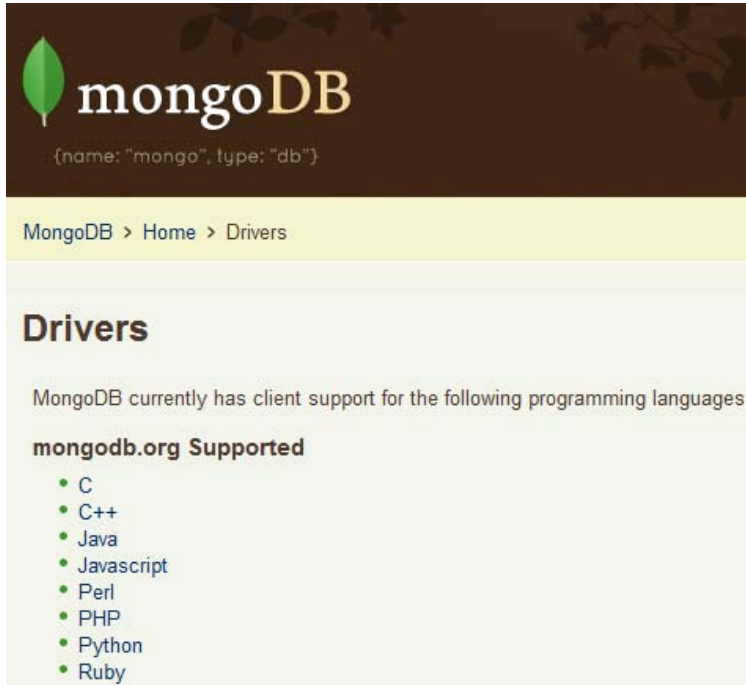 mongoDB
{name: "mongo", type: "db"}
MongoDB > Home > Drivers
Drivers
MongoDB currently has client support for the following programming languages
mongodb.org Supported
• C
• C++
• Java
• Javascript
• Perl
• PHP
• Python
• Ruby